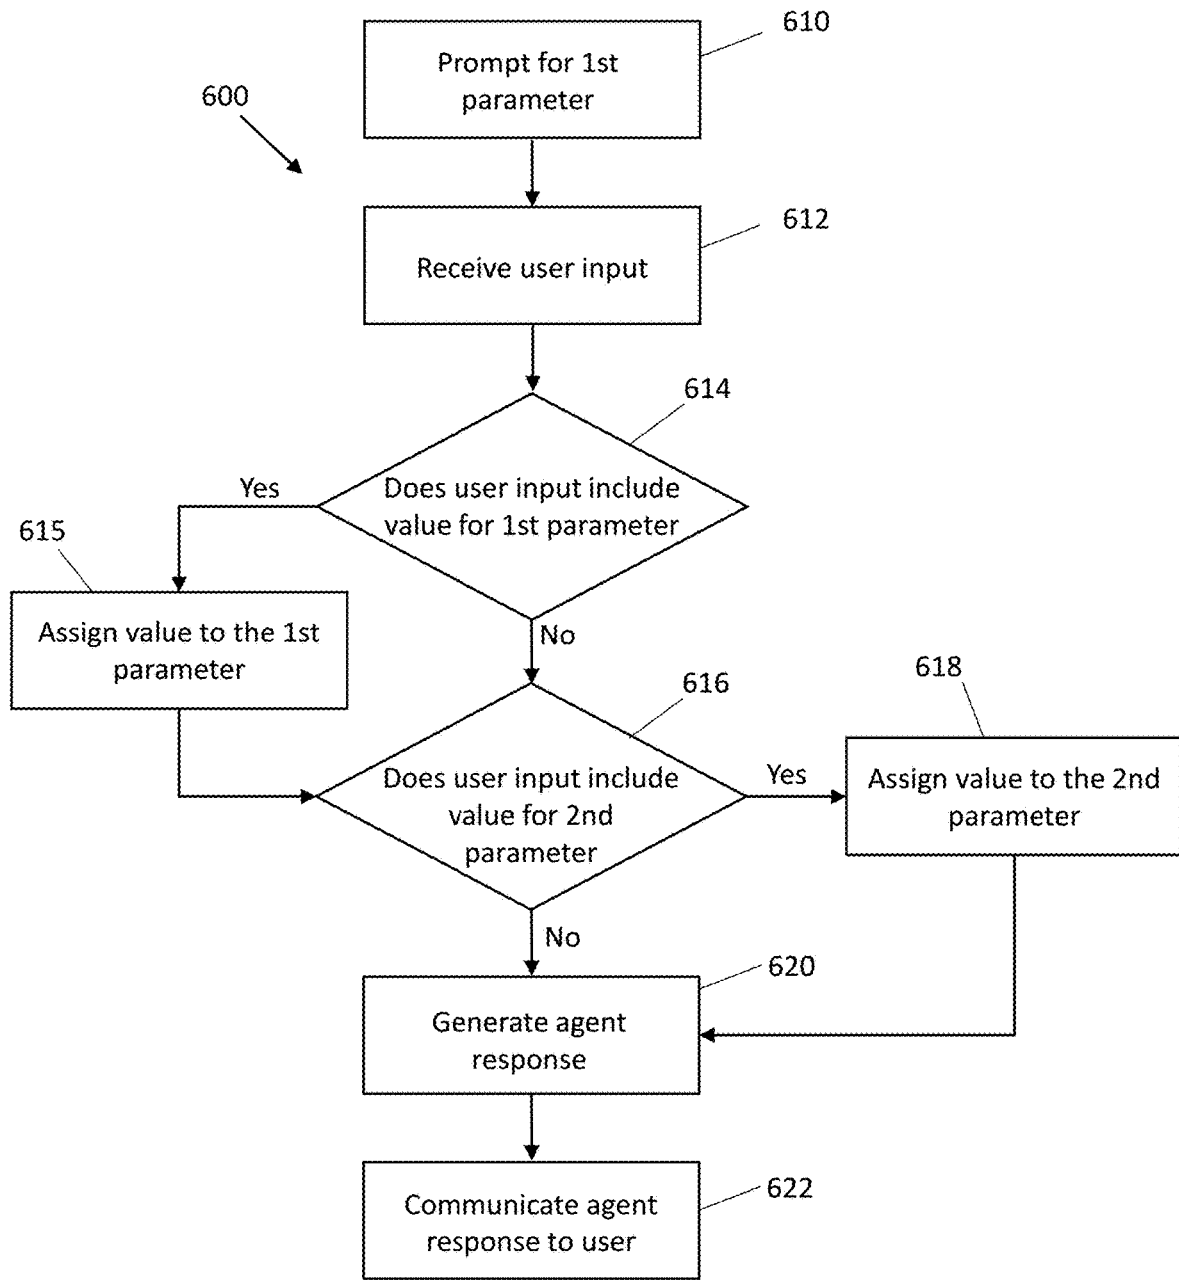 610
Prompt for 1st
parameter
600
612
Receive user input
614
Does user input include
value for 1st parameter
Yes
615
Assign value to the 1st
parameter
No
616
618
Does user input include
value for 2nd
parameter
Yes
Assign value to the 2nd
parameter
No
620
Generate agent
response
622
Communicate agent
response to user